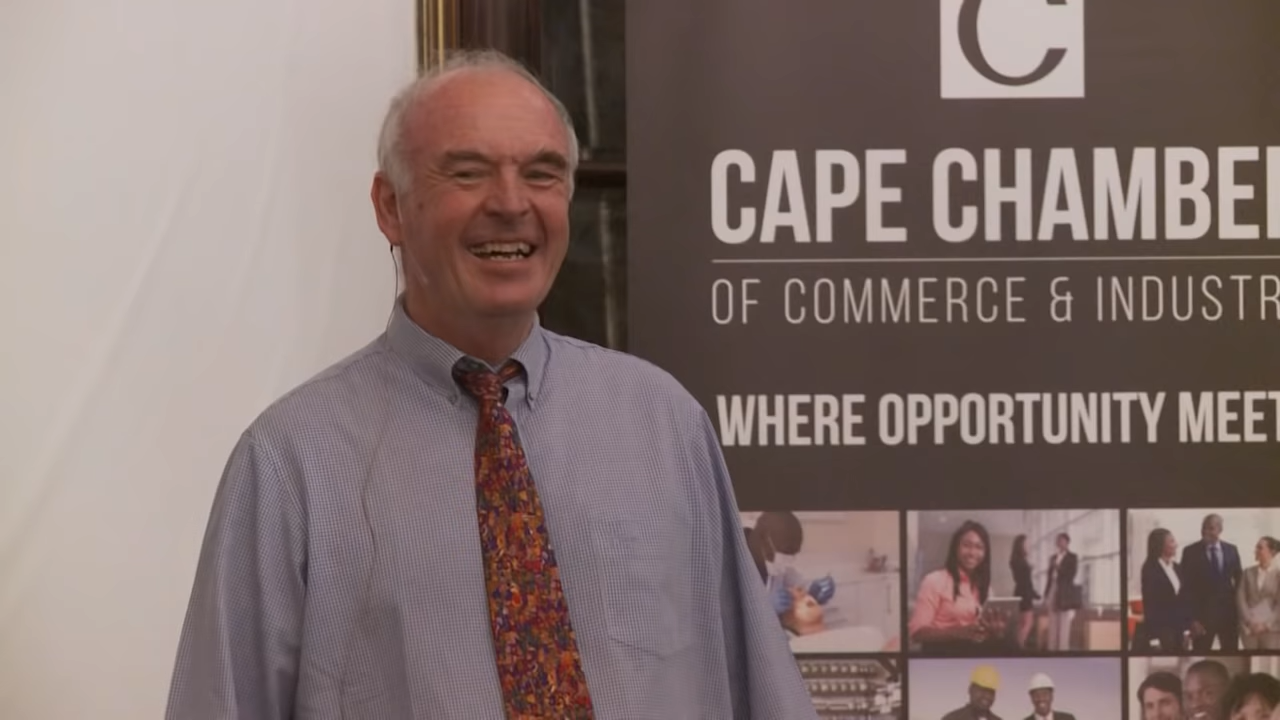 C
CAPE CHAMBE
OF COMMERCE & INDUSTR
WHERE OPPORTUNITY MEET